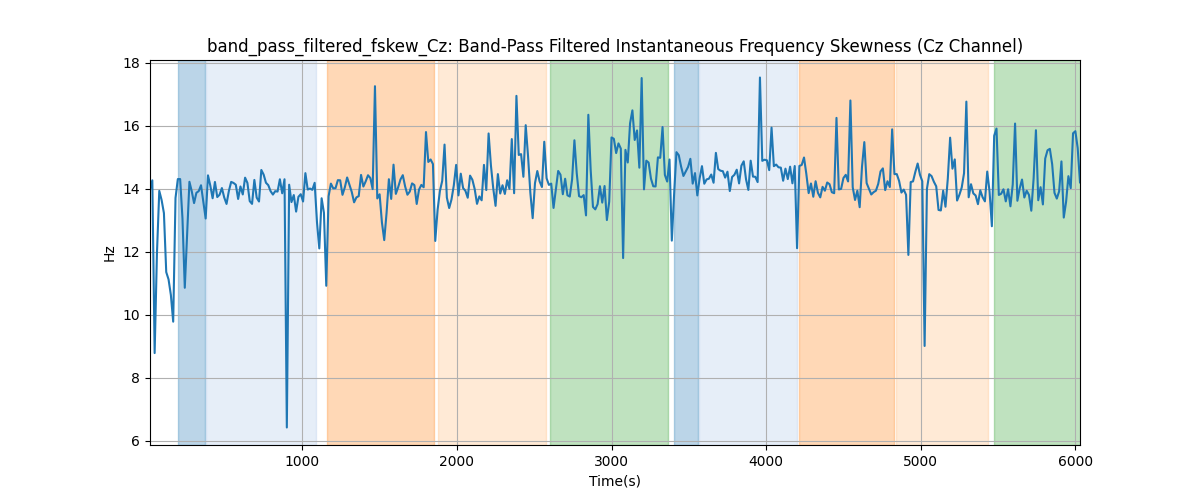 band_pass_filtered_fskew_Cz: Band-Pass Filtered Instantaneous Frequency Skewness (Cz Channel)
18
16
14
12
10
8
6
Hz
1000 2000 3000 4000 5000 6000
Time(s)